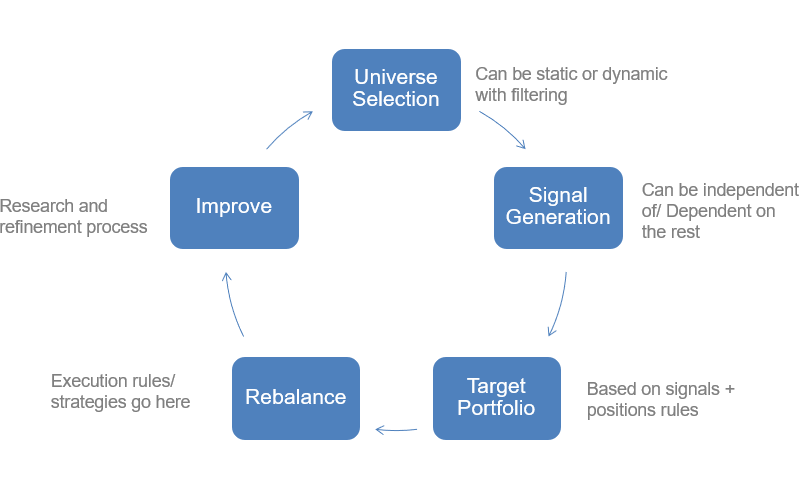 Universe
Selection
Can be static or dynamic
with filtering
Signal
Generation
Can be independent
of/ Dependent on
the rest
Target
Portfolio
Based on signals +
positions rules
Rebalance
Execution rules/
strategies go here
Improve
Research and
refinement process